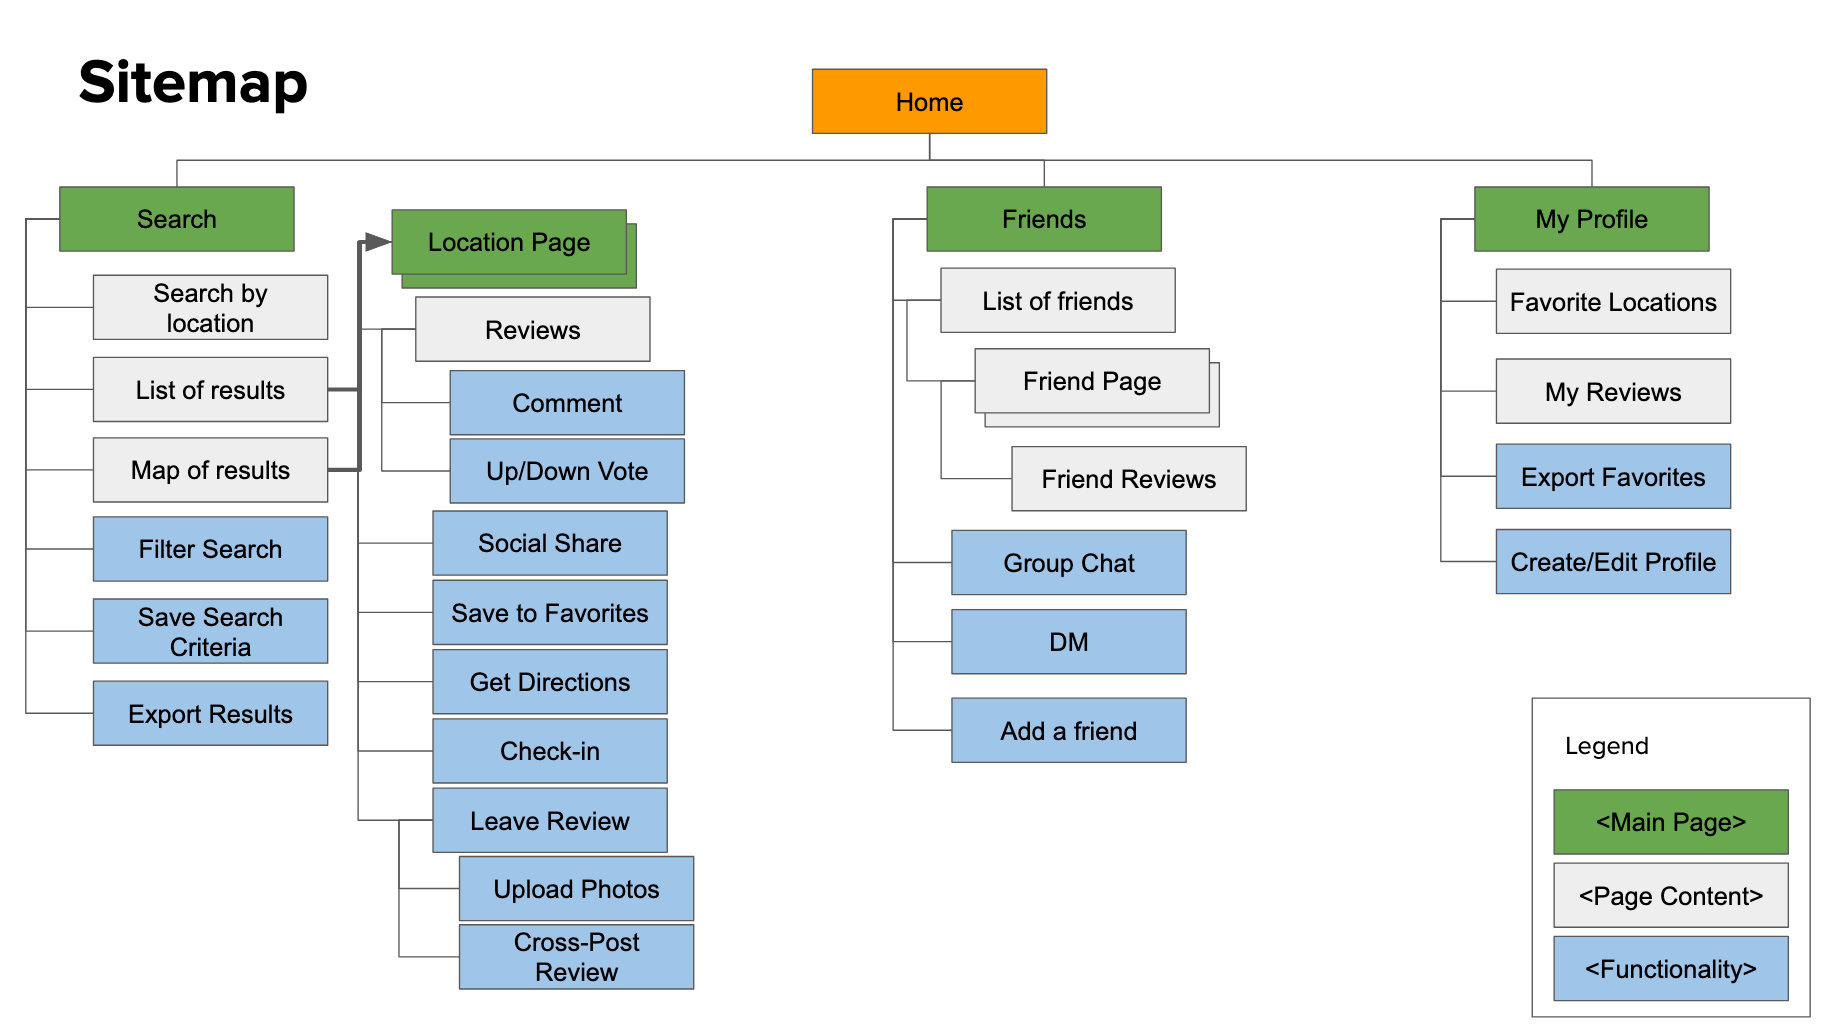 Sitemap
Home
Search
Search by
location
List of results
Map of results
Filter Search
Save Search
Criteria
Export Results
Location Page
Reviews
Comment
Up/Down Vote
Social Share
Save to Favorites
Get Directions
Check-in
Leave Review
Upload Photos
Cross-Post
Review
Friends
List of friends
Friend Page
Friend Reviews
Group Chat
DM
Add a friend
My Profile
Favorite Locations
My Reviews
Export Favorites
Create/Edit Profile
Legend
<Main Page>
<Page Content>
<Functionality>